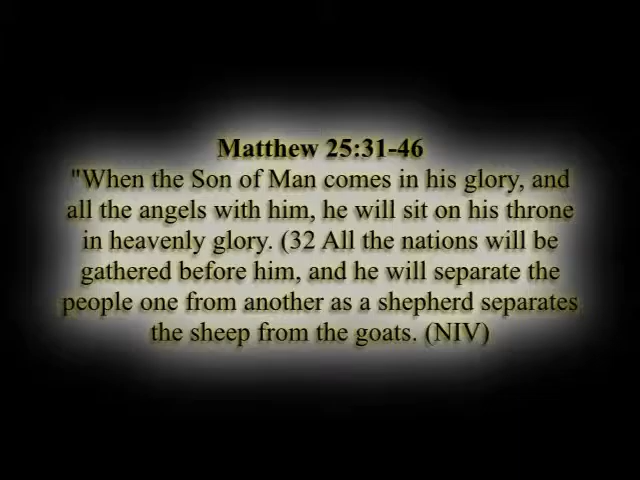 Matthew 25:31-46
"When the Son of Man comes in his glory, and
all the angels with him, he will sit on his throne
in heavenly glory. (32 All the nations will be
gathered before him, and he will separate the
people one from another as a shepherd separates
the sheep from the goats. (NIV)